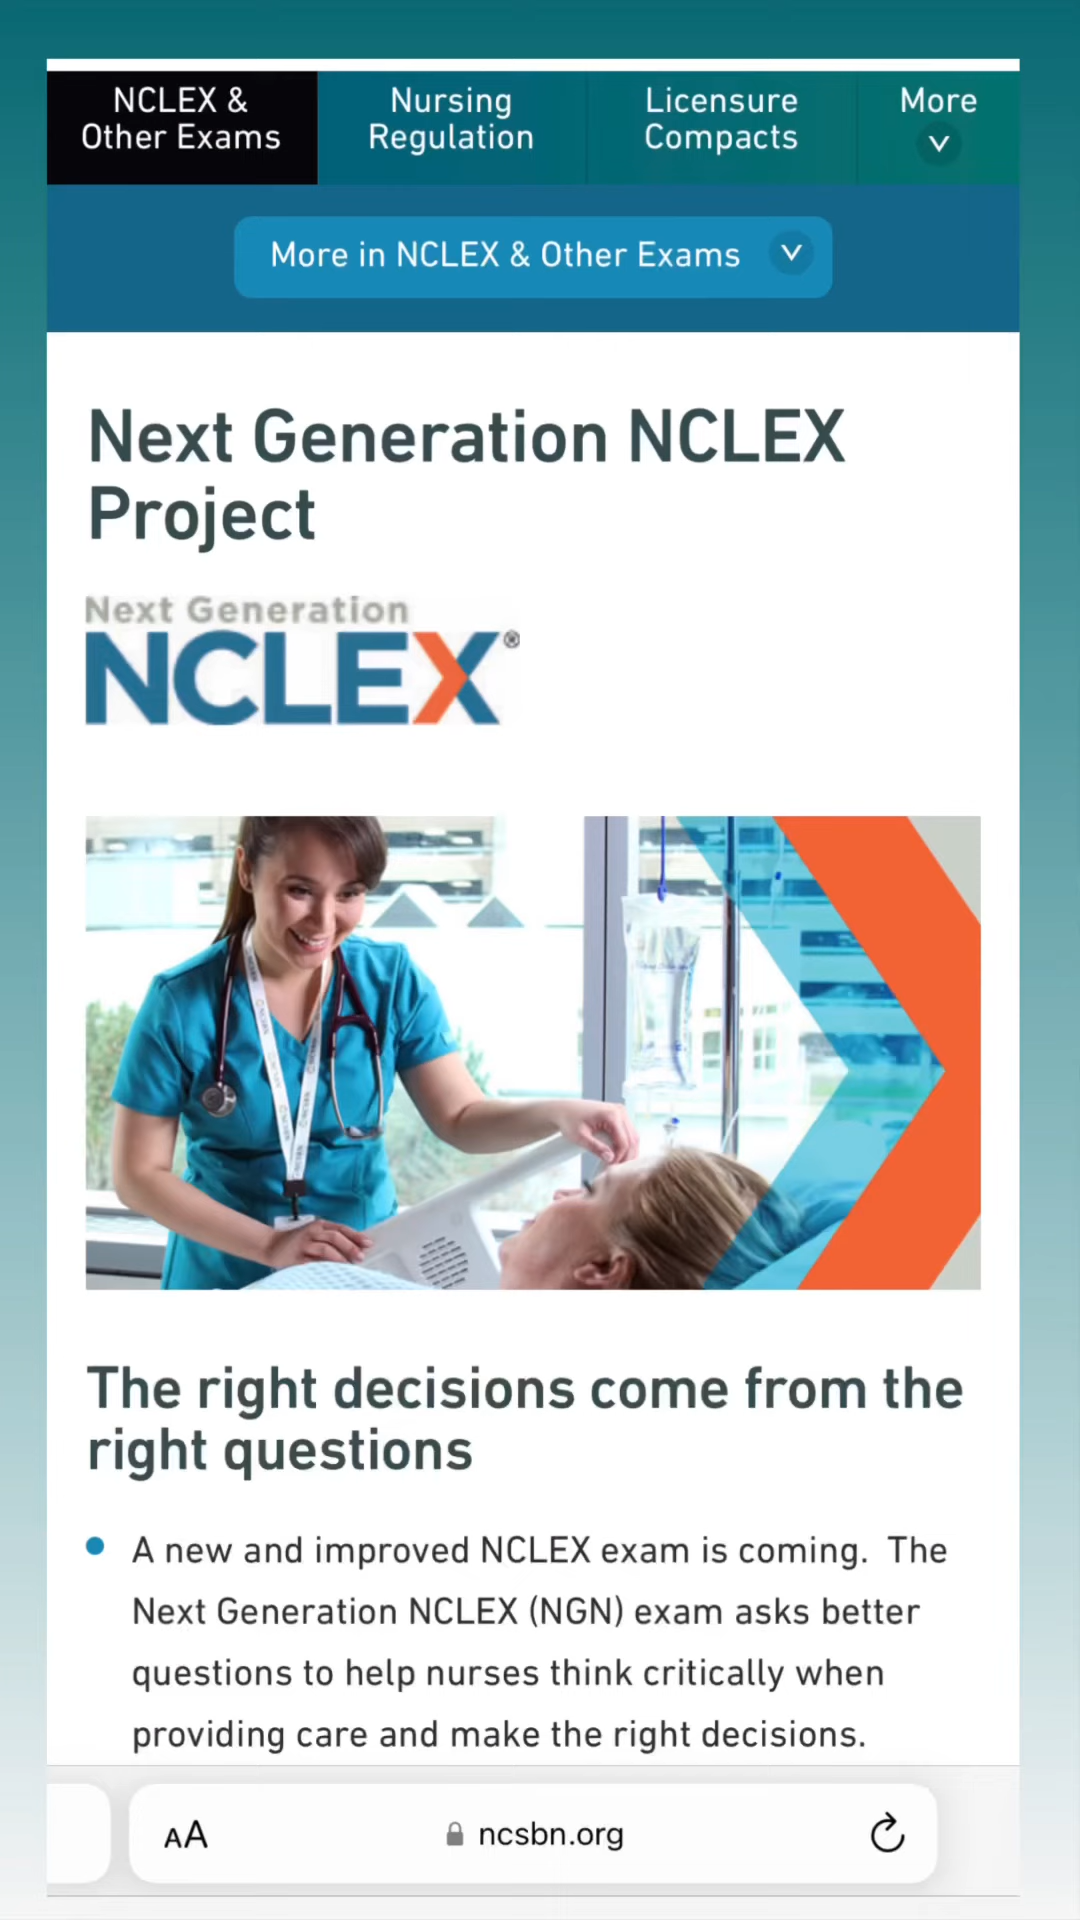 NCLEX &
Other Exams
Nursing
Regulation
Licensure
Compacts
More
More in NCLEX & Other Exams
Next Generation NCLEX
Project
Next Generation
NCLEX®
The right decisions come from the
right questions
A new and improved NCLEX exam is coming. The
Next Generation NCLEX (NGN) exam asks better
questions to help nurses think critically when
providing care and make the right decisions.
AA
ncsbn.org